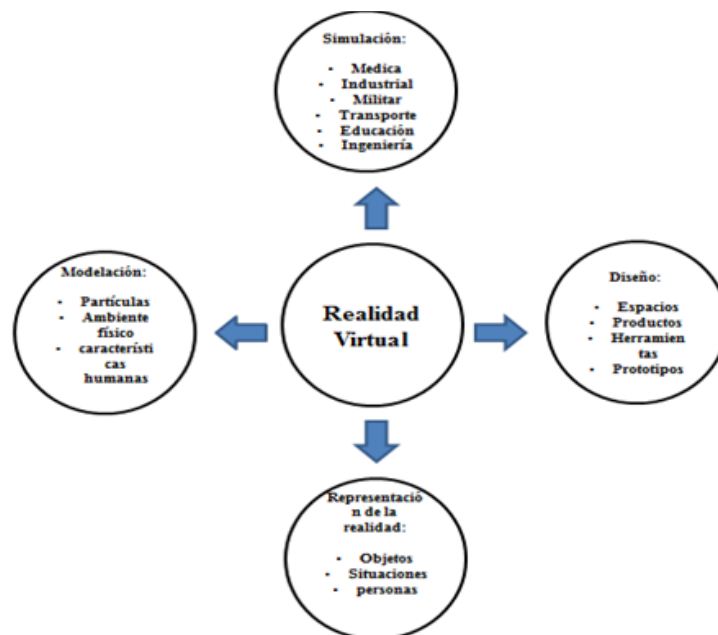 Simulación:
- Medica
- Industrial
- Militar
- Transporte
- Educación
- Ingeniería
Modelación:
- Partículas
- Ambiente
físico
- característi
cas
humanas
Realidad
Virtual
Diseño:
- Espacios
- Productos
- Herramien
tas
- Prototipos
Representació
n de la
realidad:
- Objetos
- Situaciones
- personas